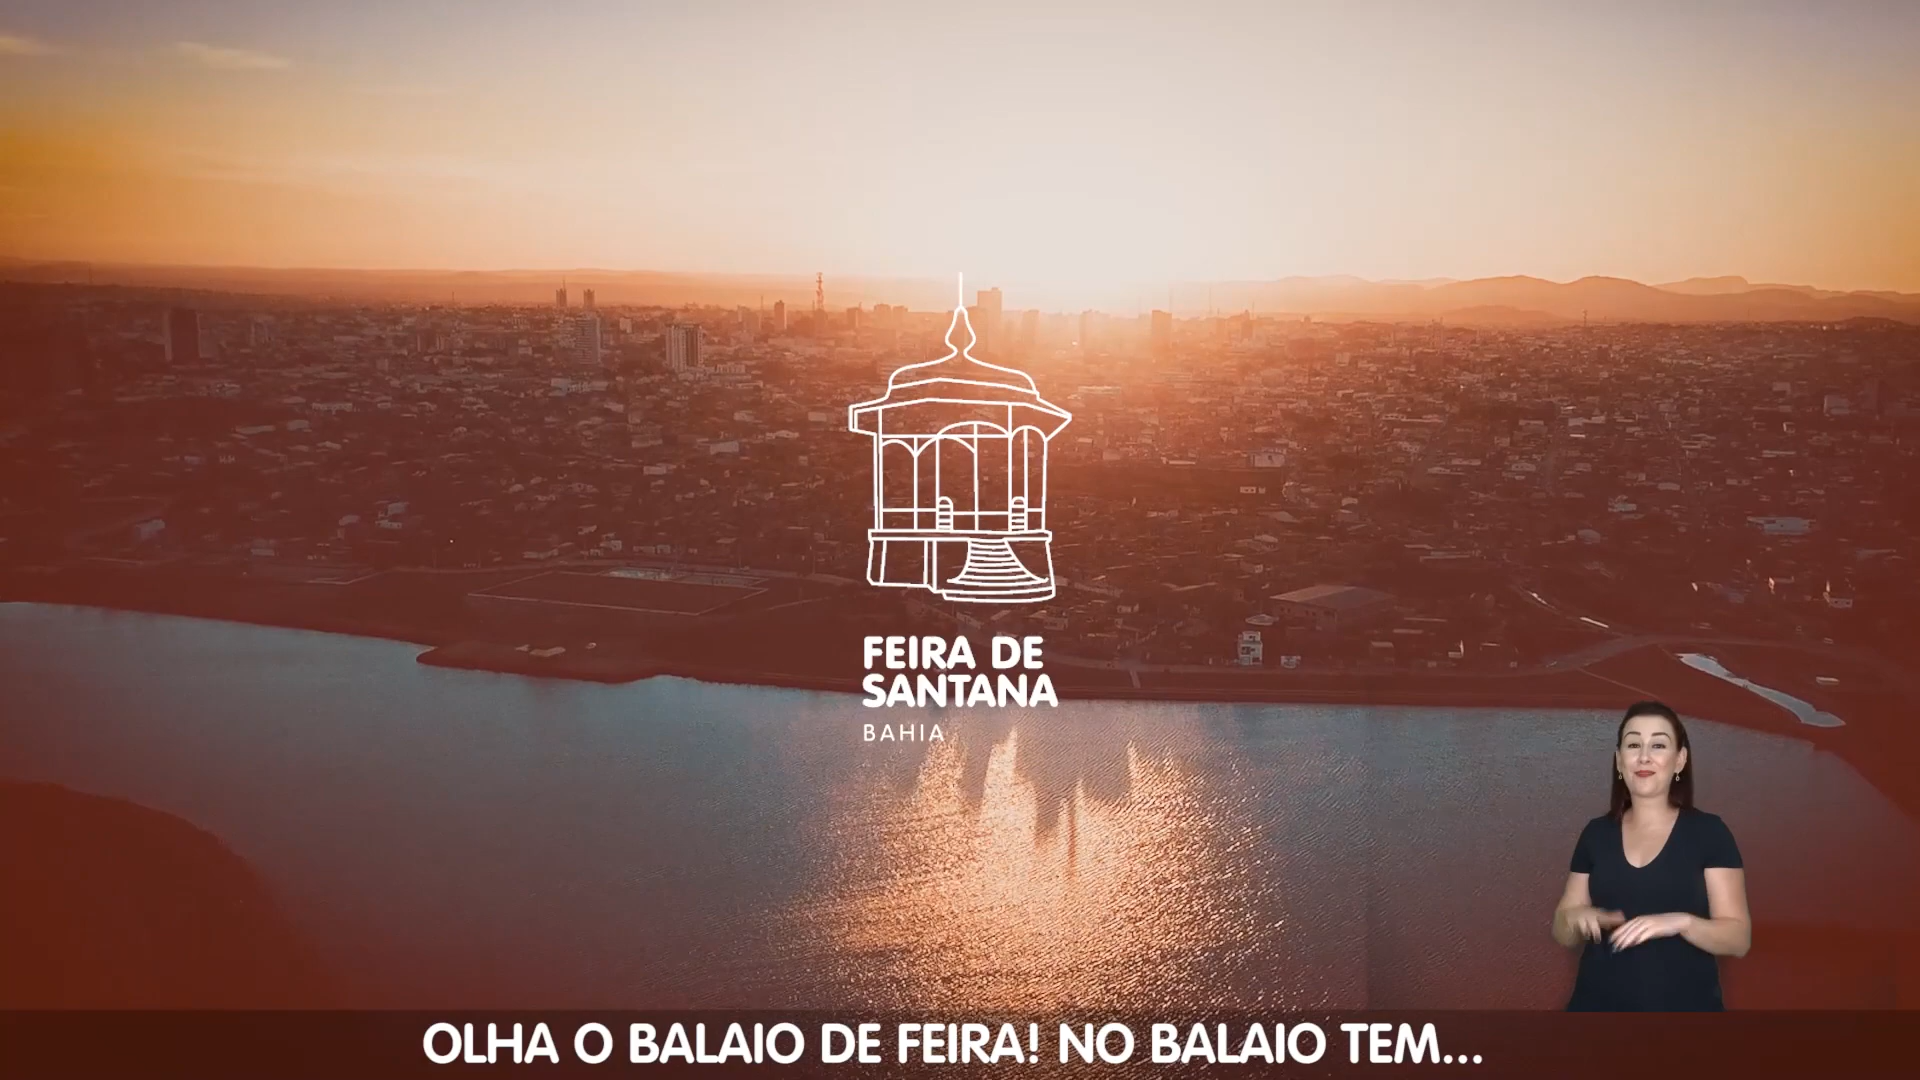 FEIRA DE
SANTANA
BAHIA
OLHA O BALAIO DE FEIRA! NO BALAIO TEM...